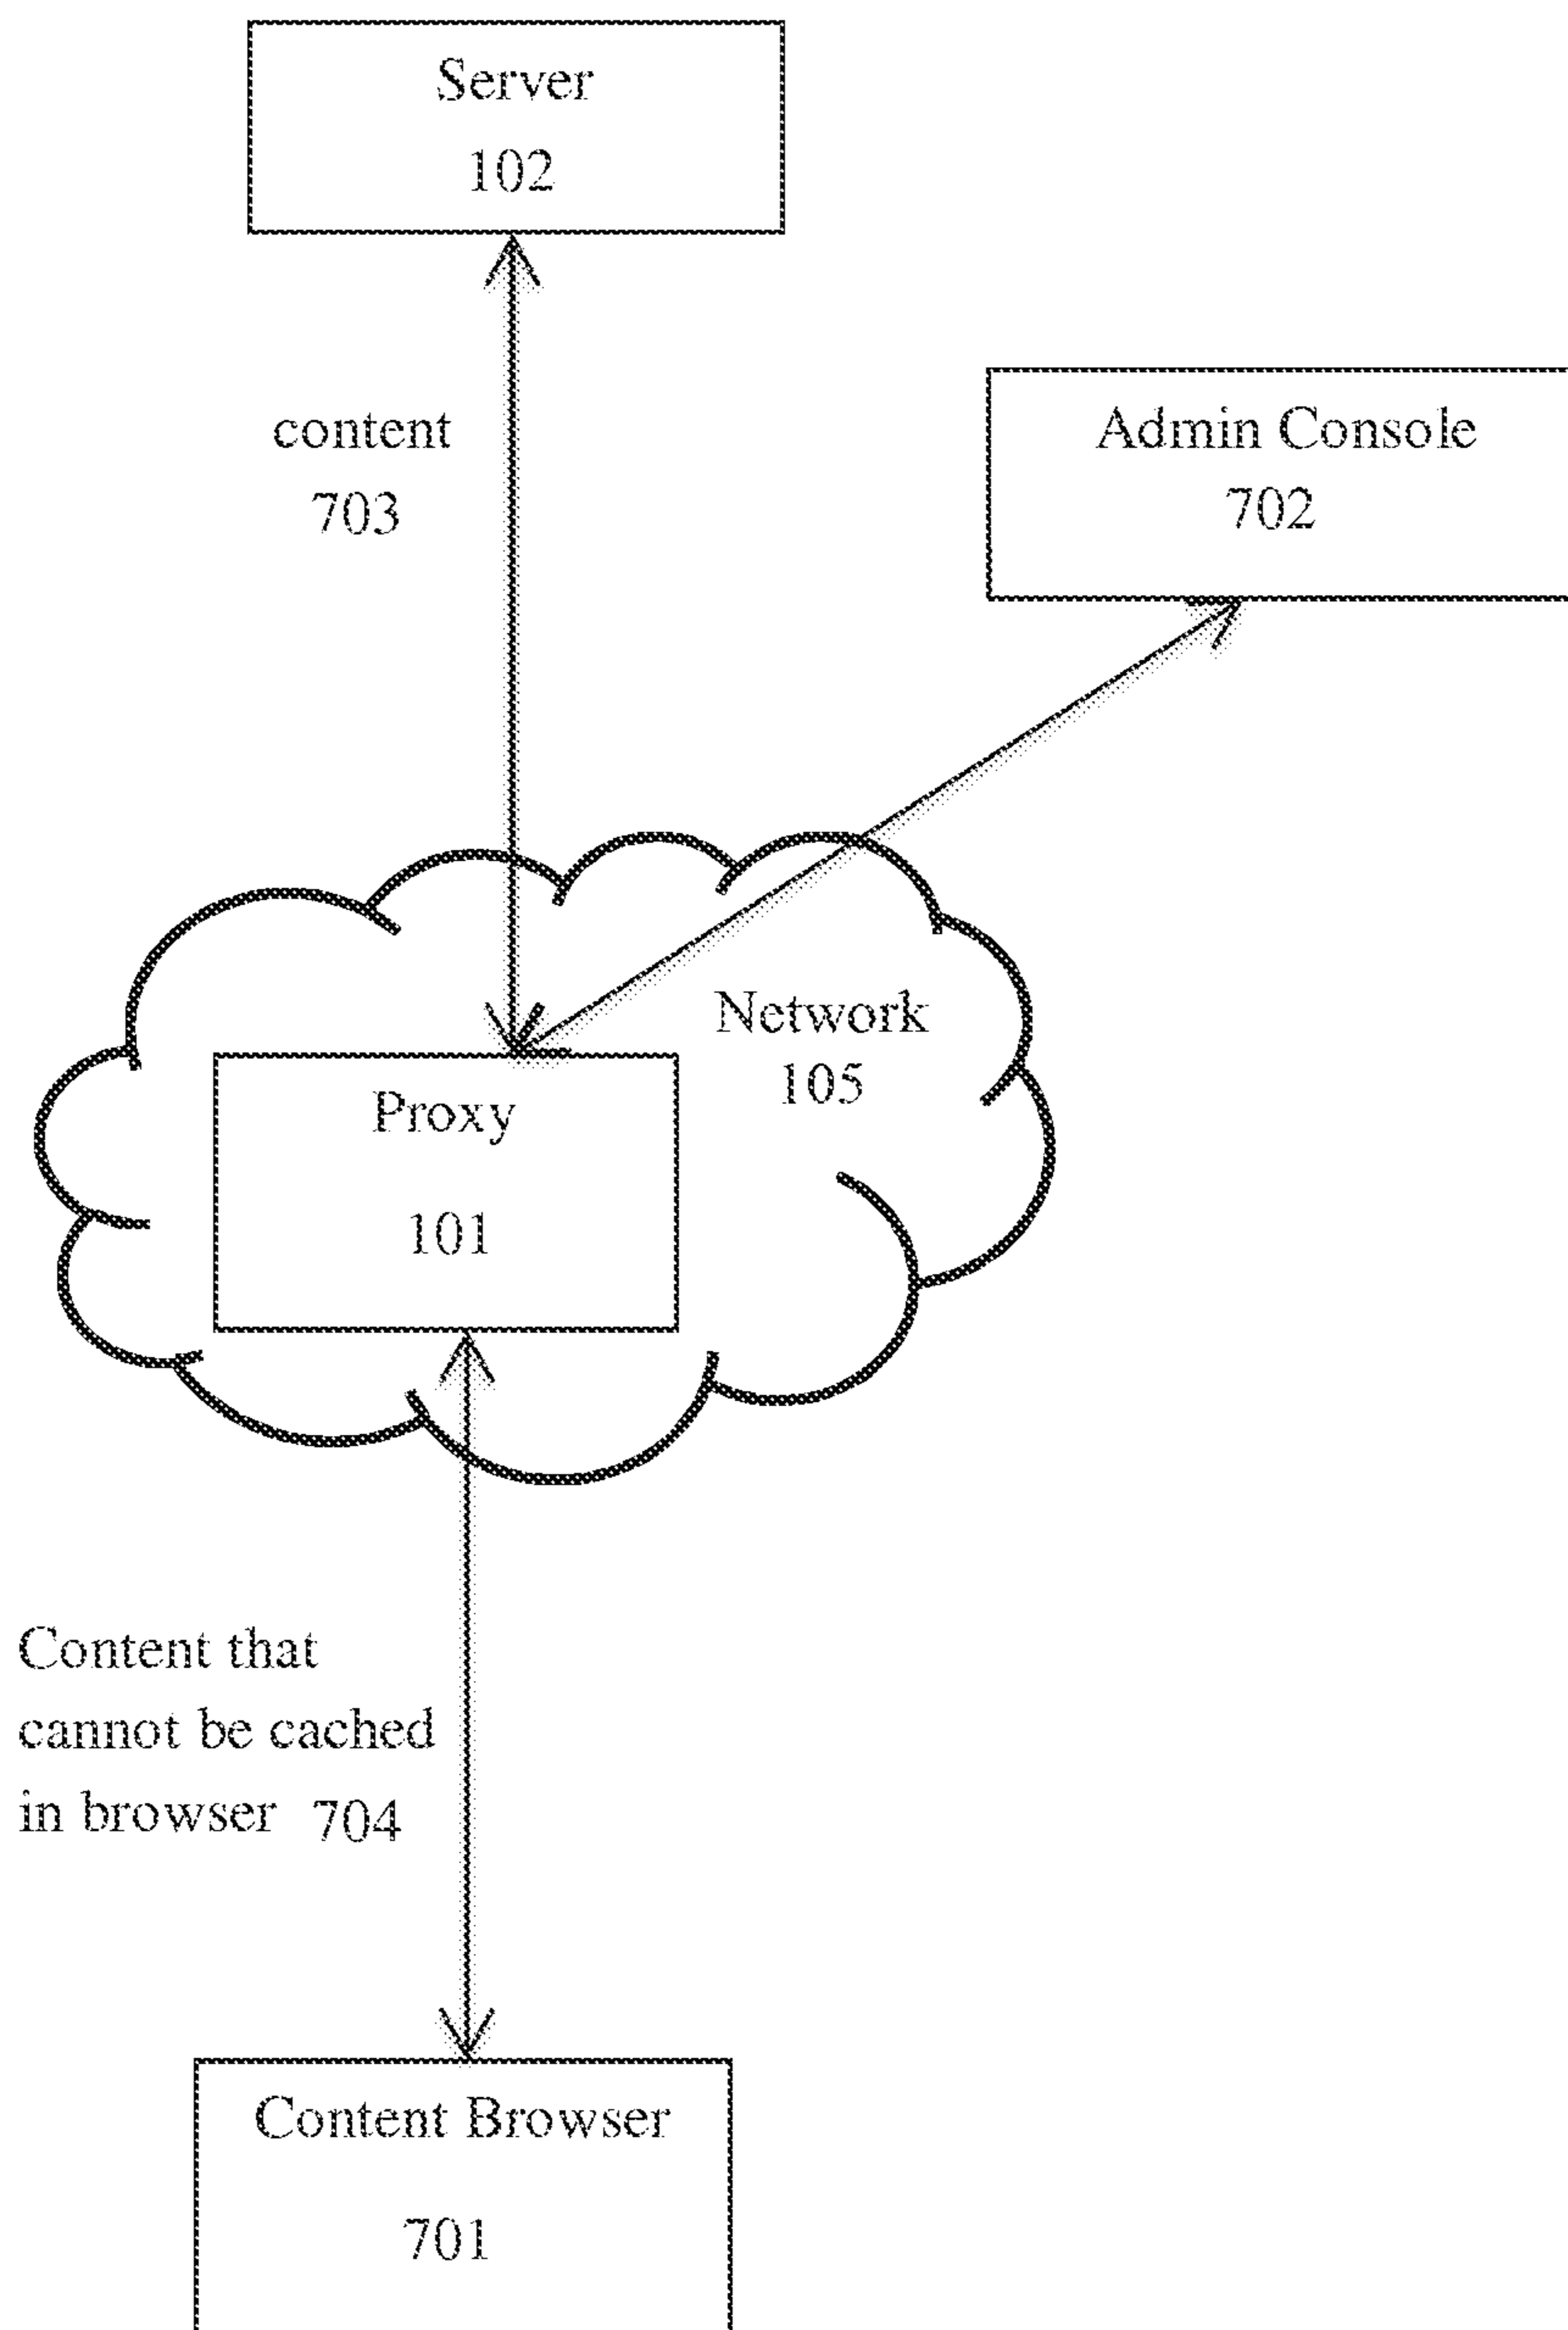 Server
102
content
703
Admin Console
702
Network
105
Proxy
101
Content that
cannot be cached
in browser 704
Content Browser
701